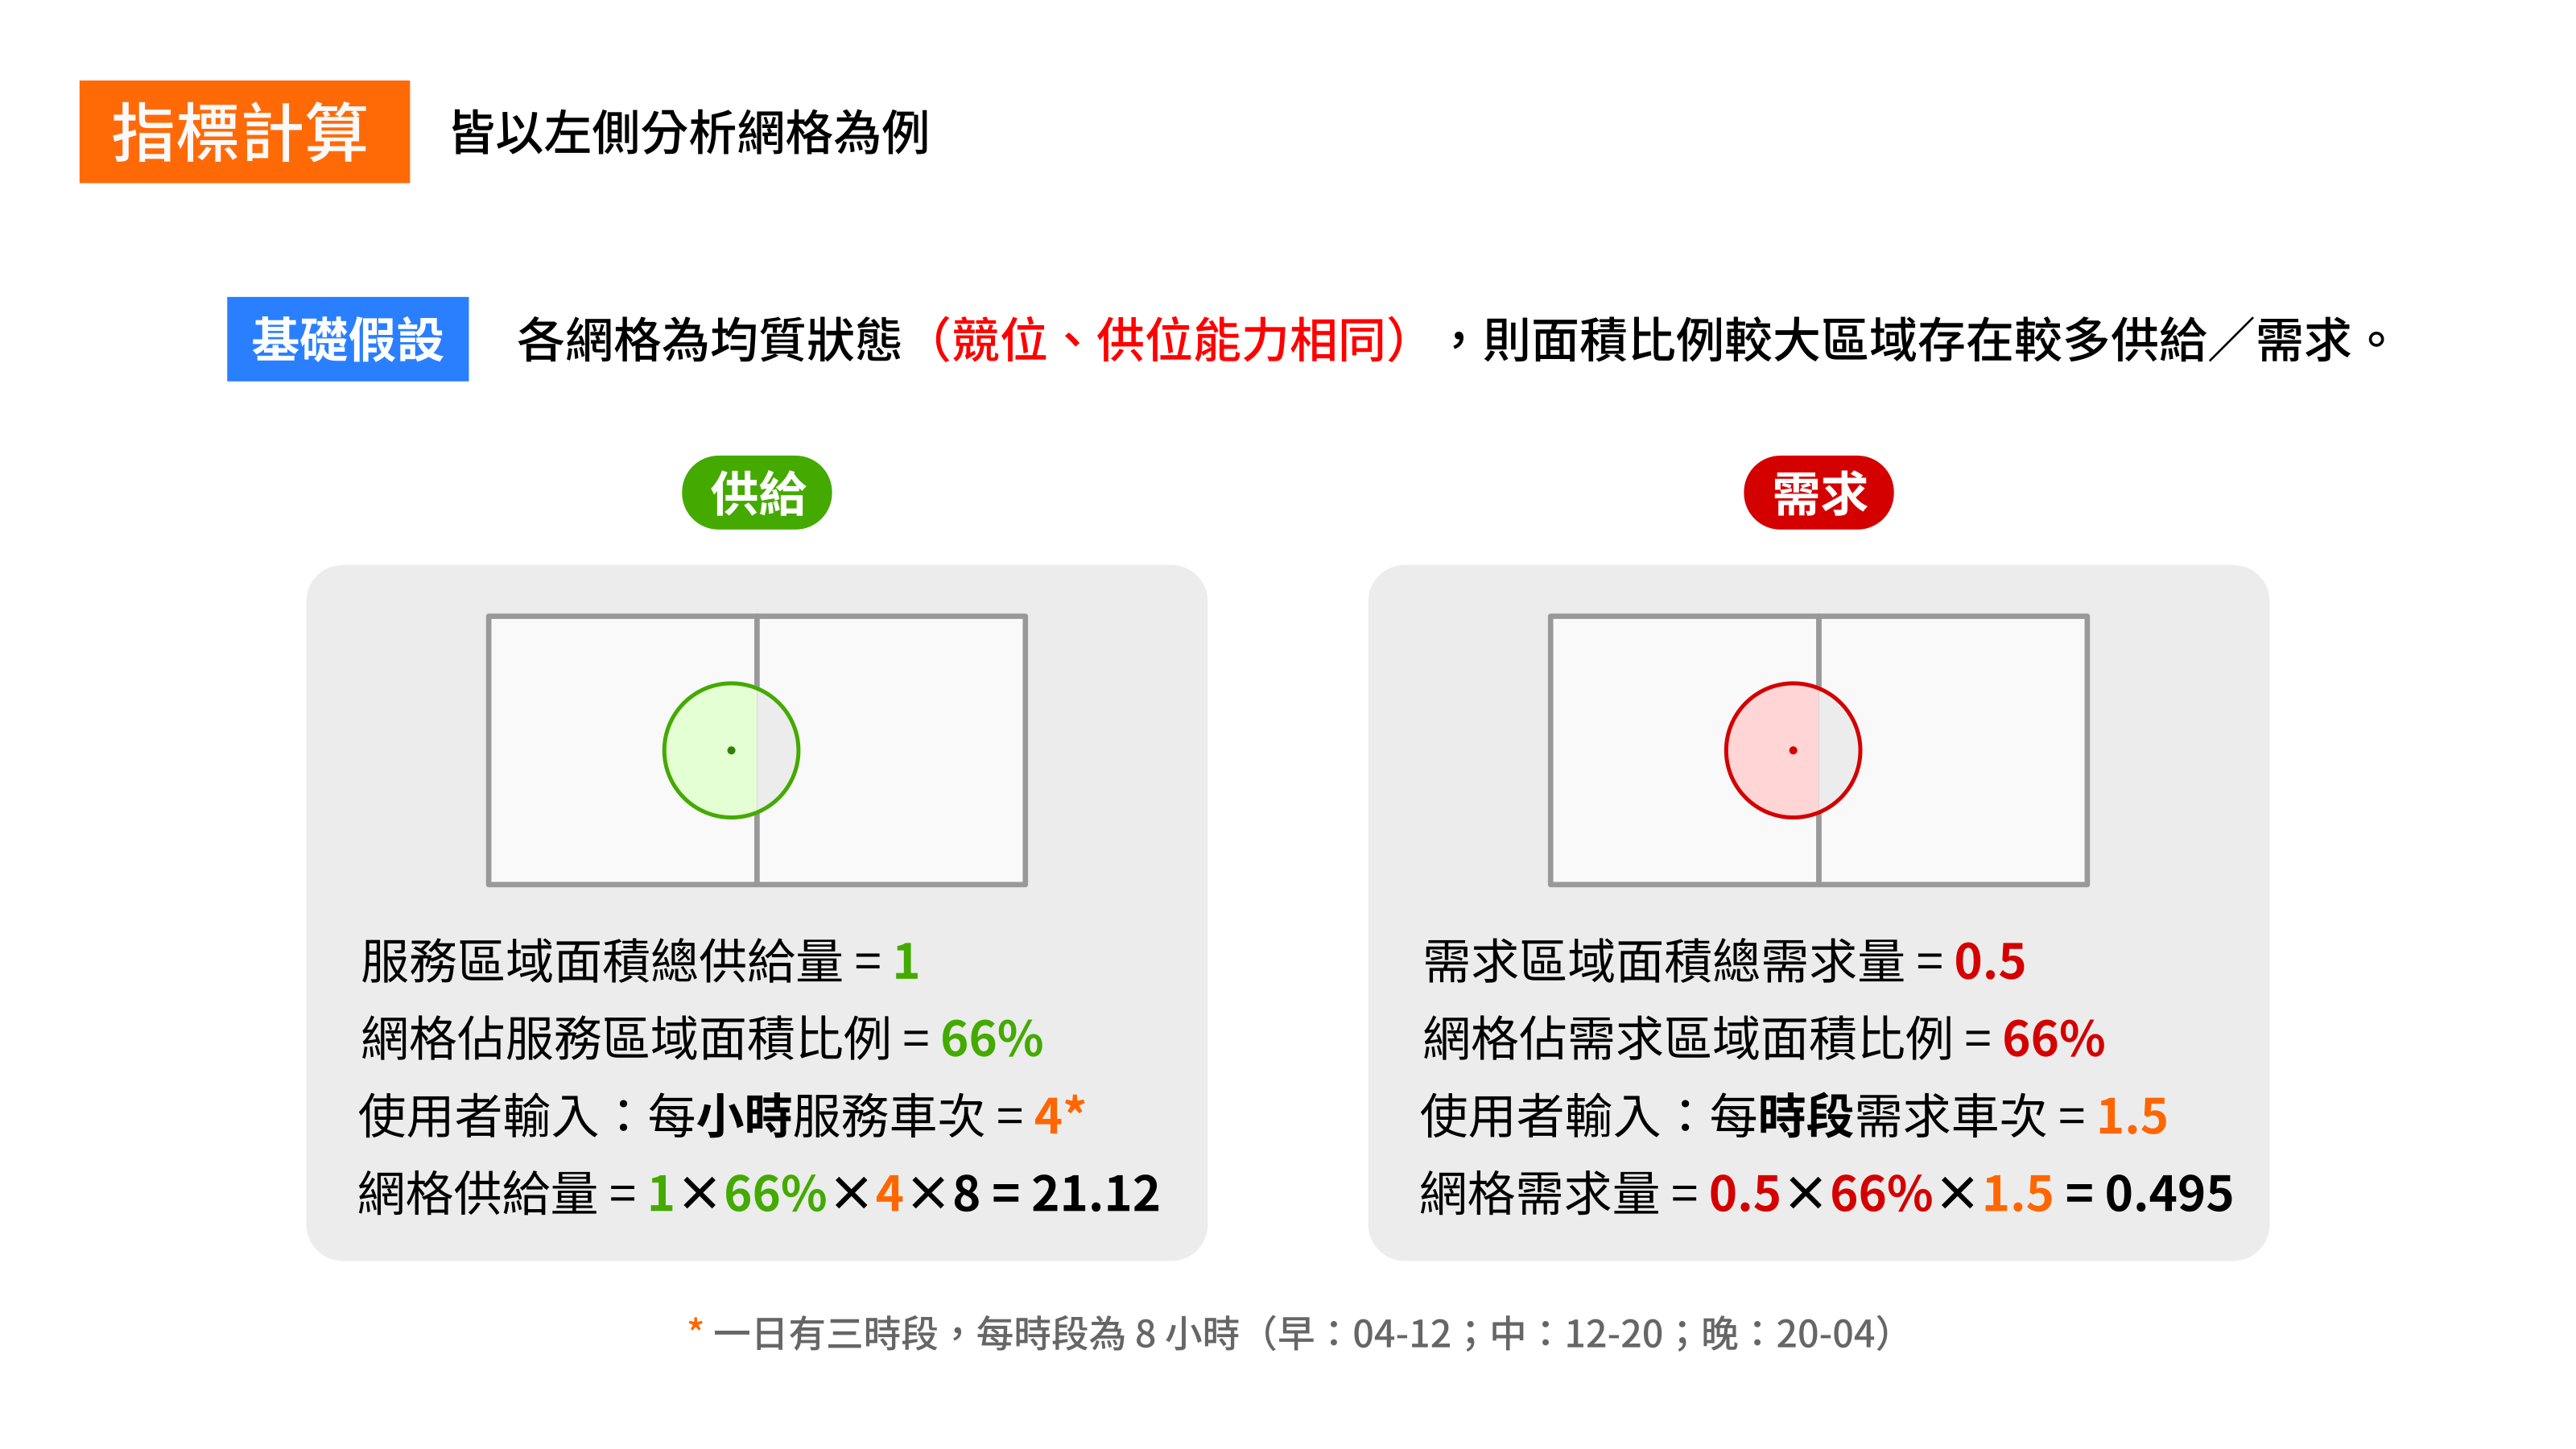 指標計算 皆以左側分析網格為例
基礎假設 各網格為均質狀態（競位、供位能力相同），則面積比例較大區域存在較多供給／需求。
供給
服務區域面積總供給量 = 1
網格佔服務區域面積比例 = 66%
使用者輸入：每小時服務車次 = 4*
網格供給量 = 1×66%×4×8 = 21.12
需求
需求區域面積總需求量 = 0.5
網格佔需求區域面積比例 = 66%
使用者輸入：每時段需求車次 = 1.5
網格需求量 = 0.5×66%×1.5 = 0.495
* 一日有三時段，每時段為 8 小時（早：04-12；中：12-20；晚：20-04）